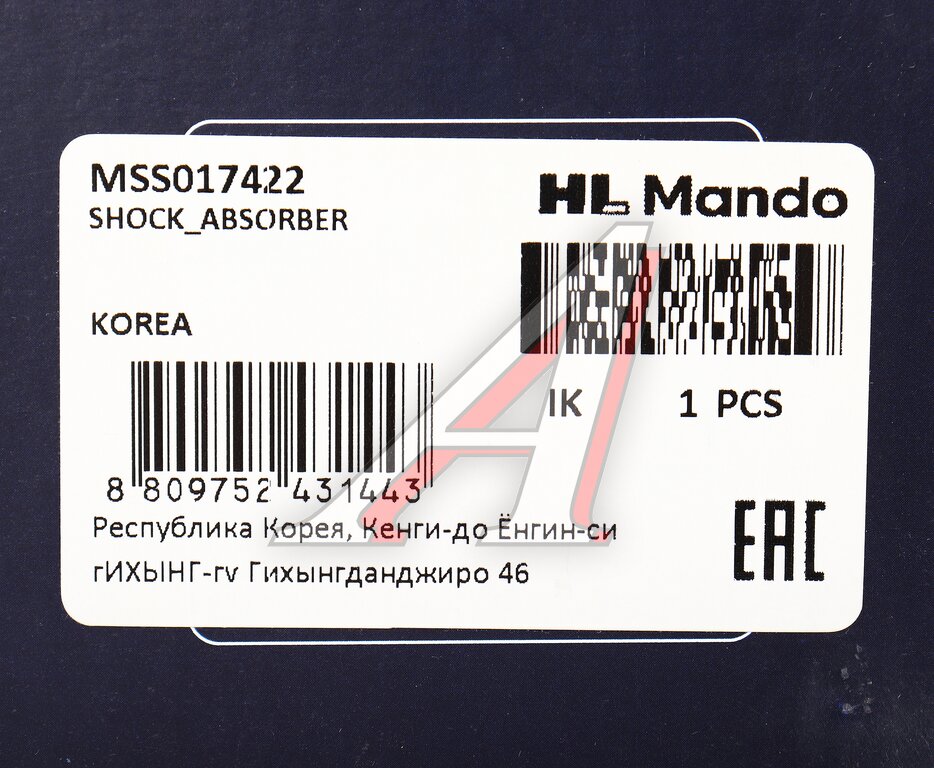 MSS017422
SHOCK_ABSORBER
HL Mando
KOREA
IK 1 PCS
8 809752 431443
Республика Корея, Кенги-до Ёнгин-си
гИХЫНГ-гv Гихынгданджиро 46
EAC